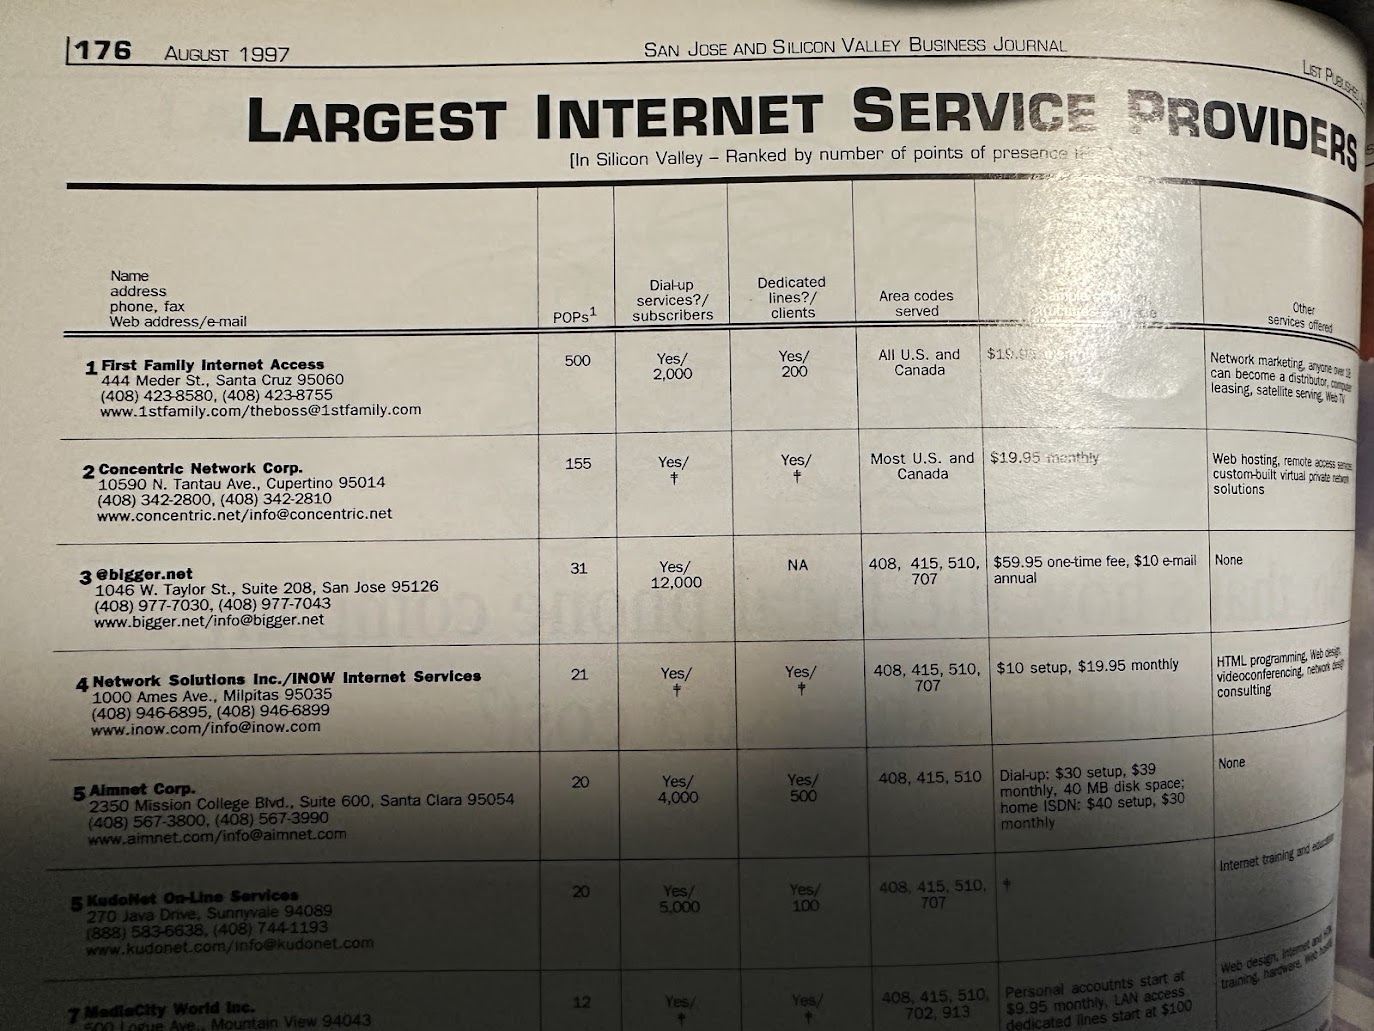 176 AUGUST 1997 SAN JOSE AND SILICON VALLEY BUSINESS JOURNAL
LIST
LARGEST INTERNET SERVICE PROVIDERS
[In Silicon Valley – Ranked by number of points of presence
Name
address
phone, fax
Web address/e-mail
POPs1
Dial-up
services?/
subscribers
Dedicated
lines?/
clients
Area codes
served
Other
services offered
1 First Family Internet Access
444 Meder St., Santa Cruz 95060
(408) 423-8580, (408) 423-8755
www.1stfamily.com/theboss@1stfamily.com
500
Yes/
2,000
Yes/
200
All U.S. and
Canada
Network marketing, anyone over 18
can become a distributor, computer
leasing, satellite serving, Web TV
2 Concentric Network Corp.
10590 N. Tantau Ave., Cupertino 95014
(408) 342-2800, (408) 342-2810
www.concentric.net/info@concentric.net
155
Yes/
‡
Yes/
‡
Most U.S. and
Canada
$19.95 monthly
Web hosting, remote access services,
custom-built virtual private network
solutions
3 @bigger.net
1046 W. Taylor St., Suite 208, San Jose 95126
(408) 977-7030, (408) 977-7043
www.bigger.net/info@bigger.net
31
Yes/
12,000
NA
408, 415, 510,
707
$59.95 one-time fee, $10 e-mail
annual
None
4 Network Solutions Inc./INOW Internet Services
1000 Ames Ave., Milpitas 95035
(408) 946-6895, (408) 946-6899
www.inow.com/info@inow.com
21
Yes/
‡
Yes/
‡
408, 415, 510,
707
$10 setup, $19.95 monthly
HTML programming, Web design,
videoconferencing, network design
consulting
5 Aimnet Corp.
2350 Mission College Blvd., Suite 600, Santa Clara 95054
(408) 567-3800, (408) 567-3990
www.aimnet.com/info@aimnet.com
20
Yes/
4,000
Yes/
500
408, 415, 510
Dial-up: $30 setup, $39
monthly, 40 MB disk space;
home ISDN: $40 setup, $30
monthly
None
5 KudoNet On-Line Services
270 Java Drive, Sunnyvale 94089
(888) 583-6638, (408) 744-1193
www.kudonet.com/info@kudonet.com
20
Yes/
5,000
Yes/
100
408, 415, 510,
707
‡
Internet training and education
7 MediaCity World Inc.
500 Logue Ave., Mountain View 94043
12
Yes/
‡
Yes/
‡
408, 415, 510,
702, 913
Personal accoutnts start at
$9.95 monthly, LAN access
dedicated lines start at $100
Web design, Internet and
training, hardware, Web